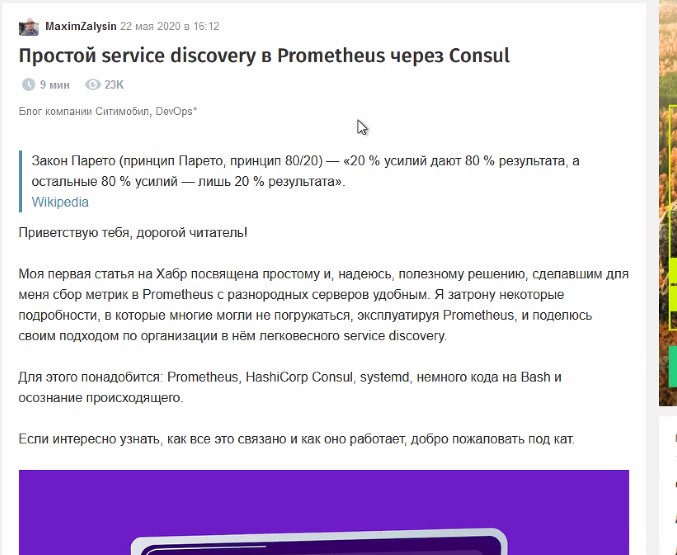 MaximZalysin 22 мая 2020 в 16:12
Простой service discovery в Prometheus через Consul
9 мин 23K
Блог компании Ситимобил, DevOps*
Закон Парето (принцип Парето, принцип 80/20) — «20 % усилий дают 80 % результата, а
остальные 80 % усилий — лишь 20 % результата».
Wikipedia
Приветствую тебя, дорогой читатель!
Моя первая статья на Хабр посвящена простому и, надеюсь, полезному решению, сделавшим для
меня сбор метрик в Prometheus с разнородных серверов удобным. Я затрону некоторые
подробности, в которые многие могли не погружаться, эксплуатируя Prometheus, и поделюсь
своим подходом по организации в нём легковесного service discovery.
Для этого понадобится: Prometheus, HashiCorp Consul, systemd, немного кода на Bash и
осознание происходящего.
Если интересно узнать, как все это связано и как оно работает, добро пожаловать под кат.